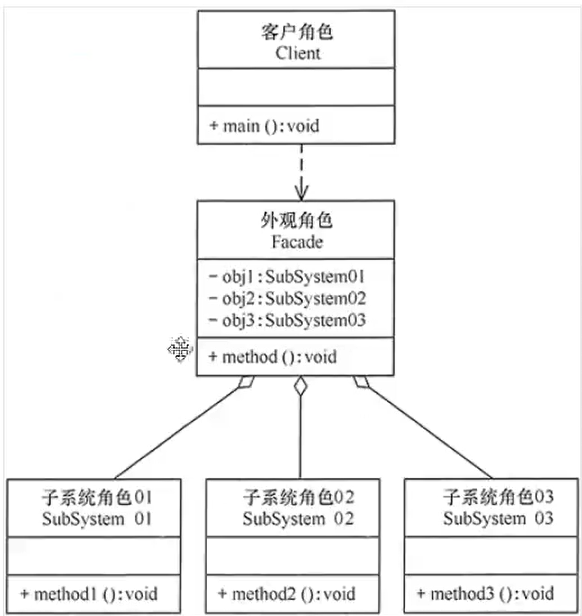 客户角色
Client
+ main ():void
外观角色
Facade
- obj1:SubSystem01
- obj2:SubSystem02
- obj3:SubSystem03
+ method ():void
子系统角色01
SubSystem 01
+ method1 ():void
子系统角色02
SubSystem 02
+ method2 ():void
子系统角色03
SubSystem 03
+ method3 ():void